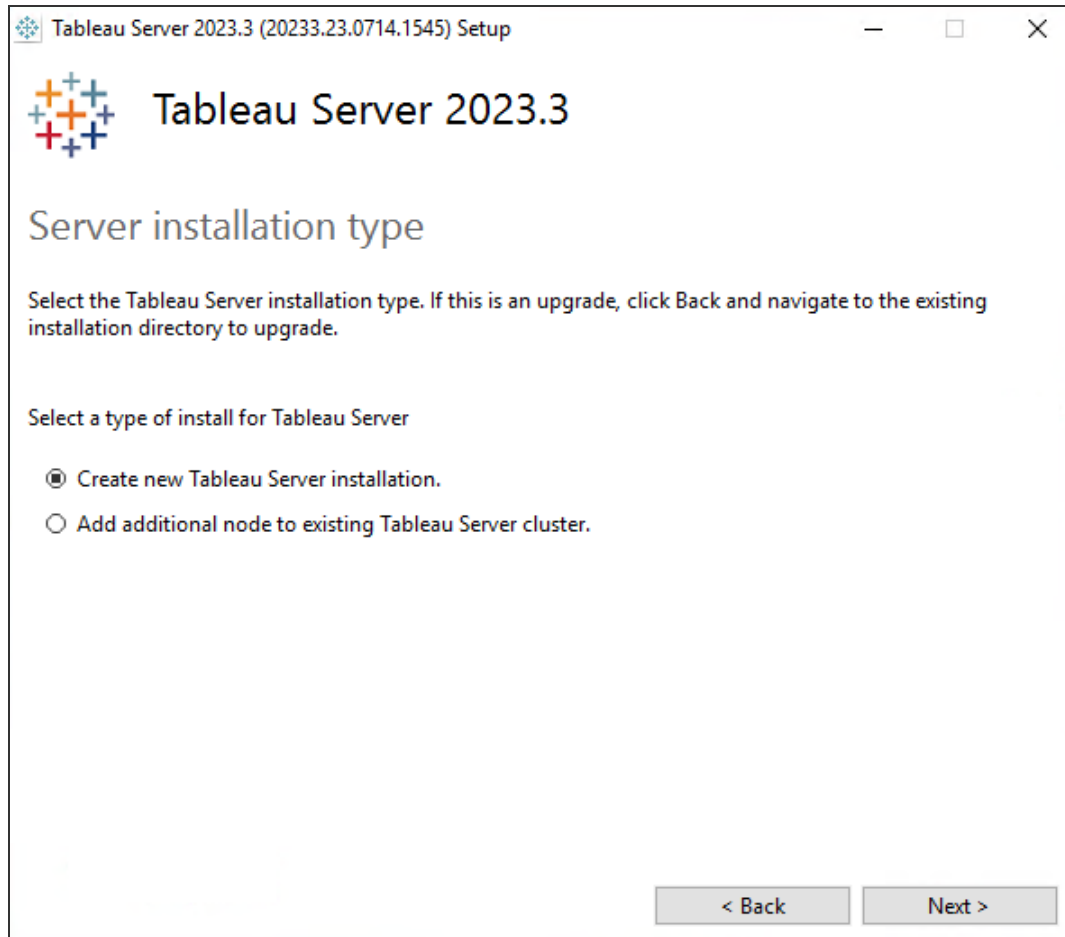 Tableau Server 2023.3 (20233.23.0714.1545) Setup
Tableau Server 2023.3
Server installation type
Select the Tableau Server installation type. If this is an upgrade, click Back and navigate to the existing
installation directory to upgrade.
Select a type of install for Tableau Server
Create new Tableau Server installation.
Add additional node to existing Tableau Server cluster.
< Back
Next >